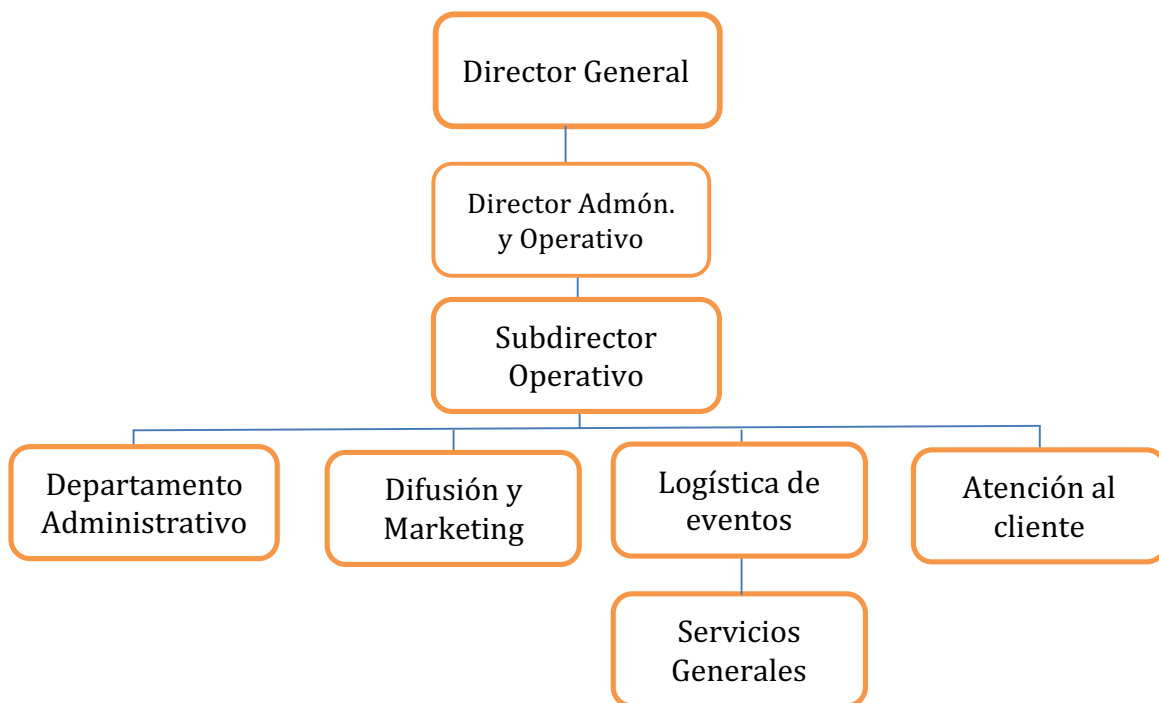 Director General
Director Admón.
y Operativo
Subdirector
Operativo
Departamento
Administrativo
Difusión y
Marketing
Logística de
eventos
Atención al
cliente
Servicios
Generales